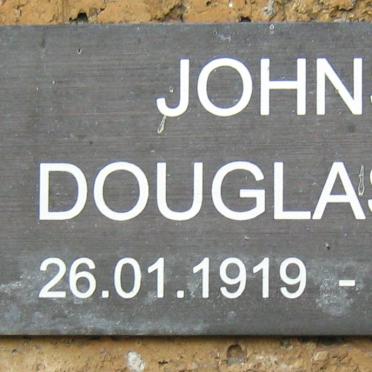 JOHNS
DOUGLAS
26.01.1919 -